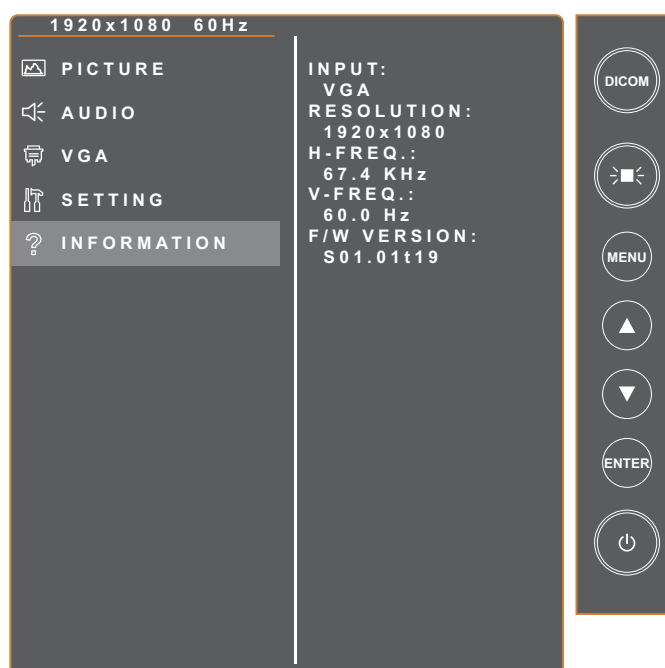 1920x1080 60Hz
PICTURE
AUDIO
VGA
SETTING
INFORMATION
INPUT:
VGA
RESOLUTION:
1920x1080
H-FREQ.:
67.4 KHz
V-FREQ.:
60.0 Hz
F/W VERSION:
S01.01t19
DICOM
MENU
ENTER